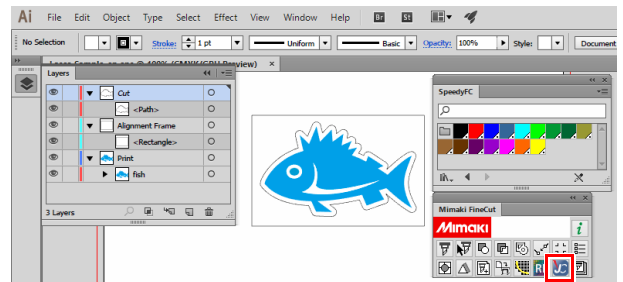 Ai File Edit Object Type Select Effect View Window Help Br St
No Selection Stroke: 1 pt Uniform Basic Opacity: 100% Style: Document
Layers
Cut
<Path>
Alignment Frame
<Rectangle>
Print
fish
3 Layers
SpeedyFC
Mimaki FineCut
Mimaki i
JC